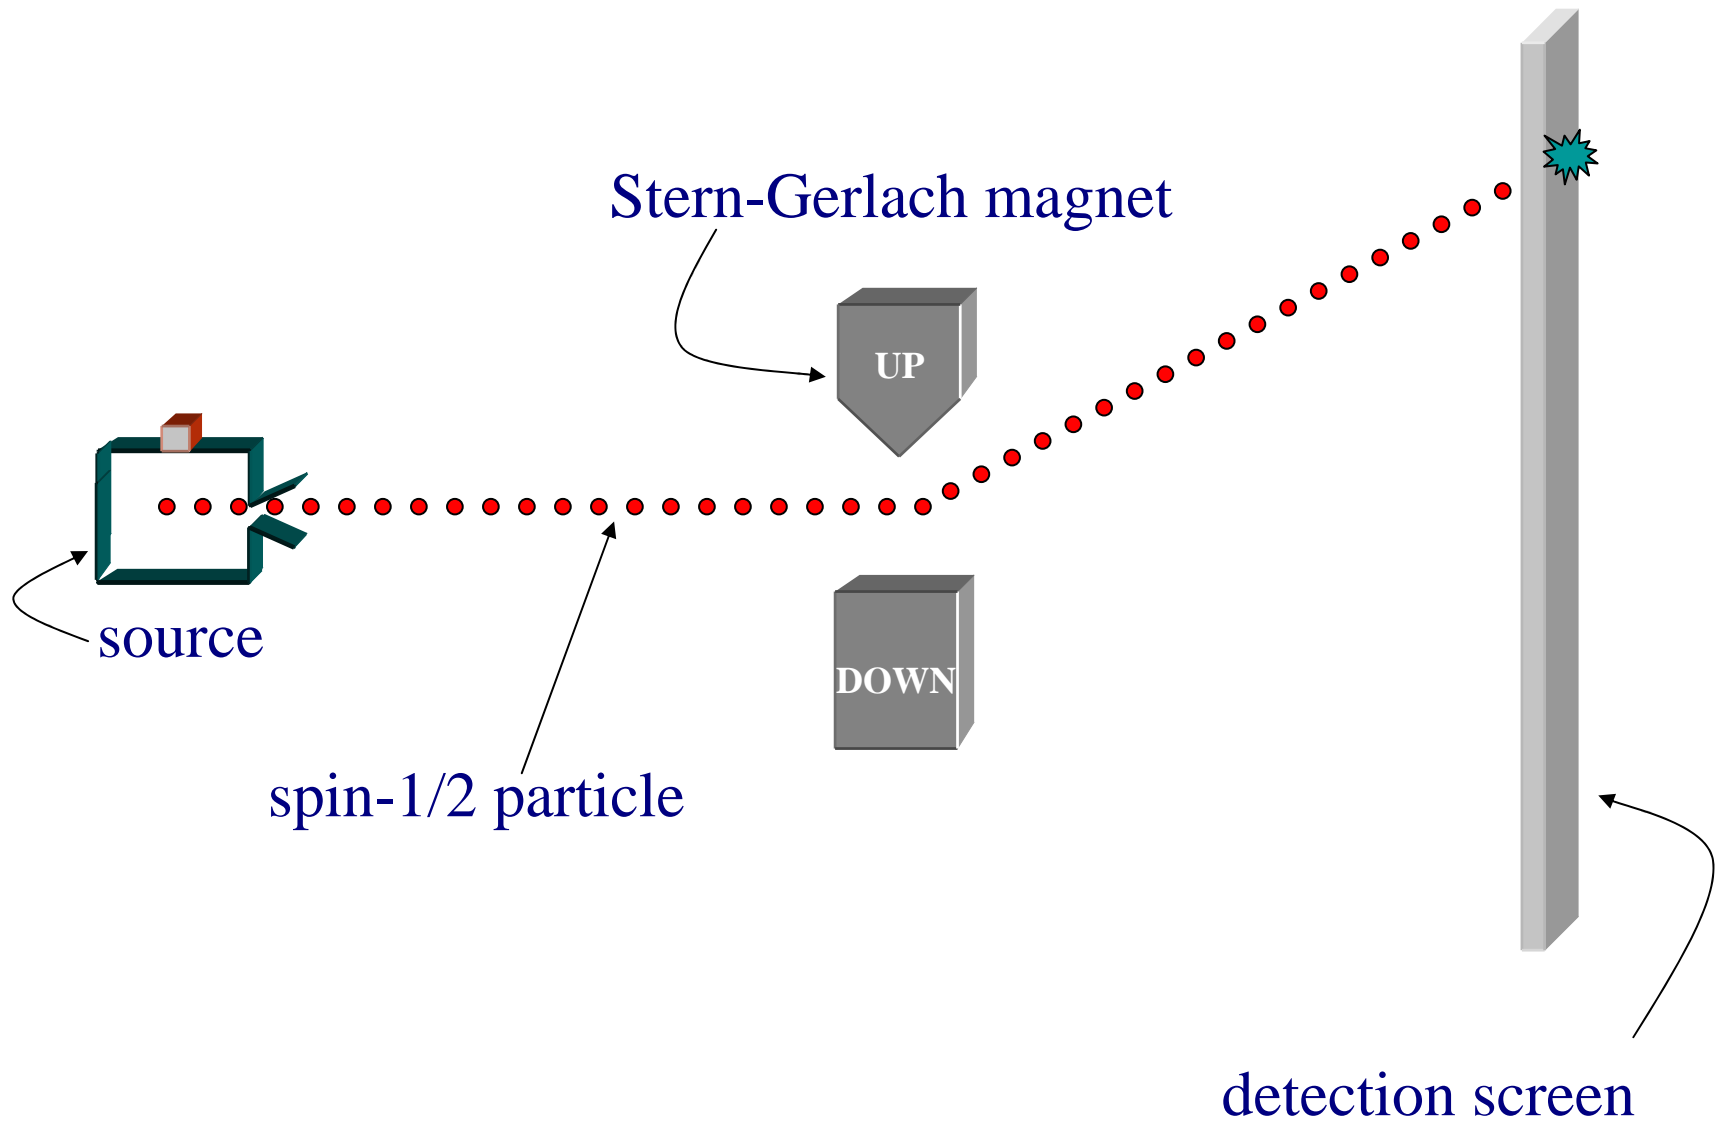 Stern-Gerlach magnet
UP
source
DOWN
spin-1/2 particle
detection screen